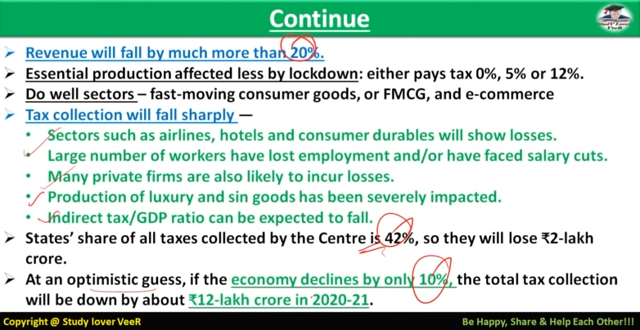 Continue
Revenue will fall by much more than 20%.
Essential production affected less by lockdown: either pays tax 0%, 5% or 12%.
Do well sectors – fast-moving consumer goods, or FMCG, and e-commerce
Tax collection will fall sharply —
Sectors such as airlines, hotels and consumer durables will show losses.
Large number of workers have lost employment and/or have faced salary cuts.
Many private firms are also likely to incur losses.
Production of luxury and sin goods has been severely impacted.
Indirect tax/GDP ratio can be expected to fall.
States' share of all taxes collected by the Centre is 42%, so they will lose ₹2-lakh
crore.
At an optimistic guess, if the economy declines by only 10%, the total tax collection
will be down by about ₹12-lakh crore in 2020-21.
Copyright @ Study lover VeeR
Be Happy, Share & Help Each Other!!!